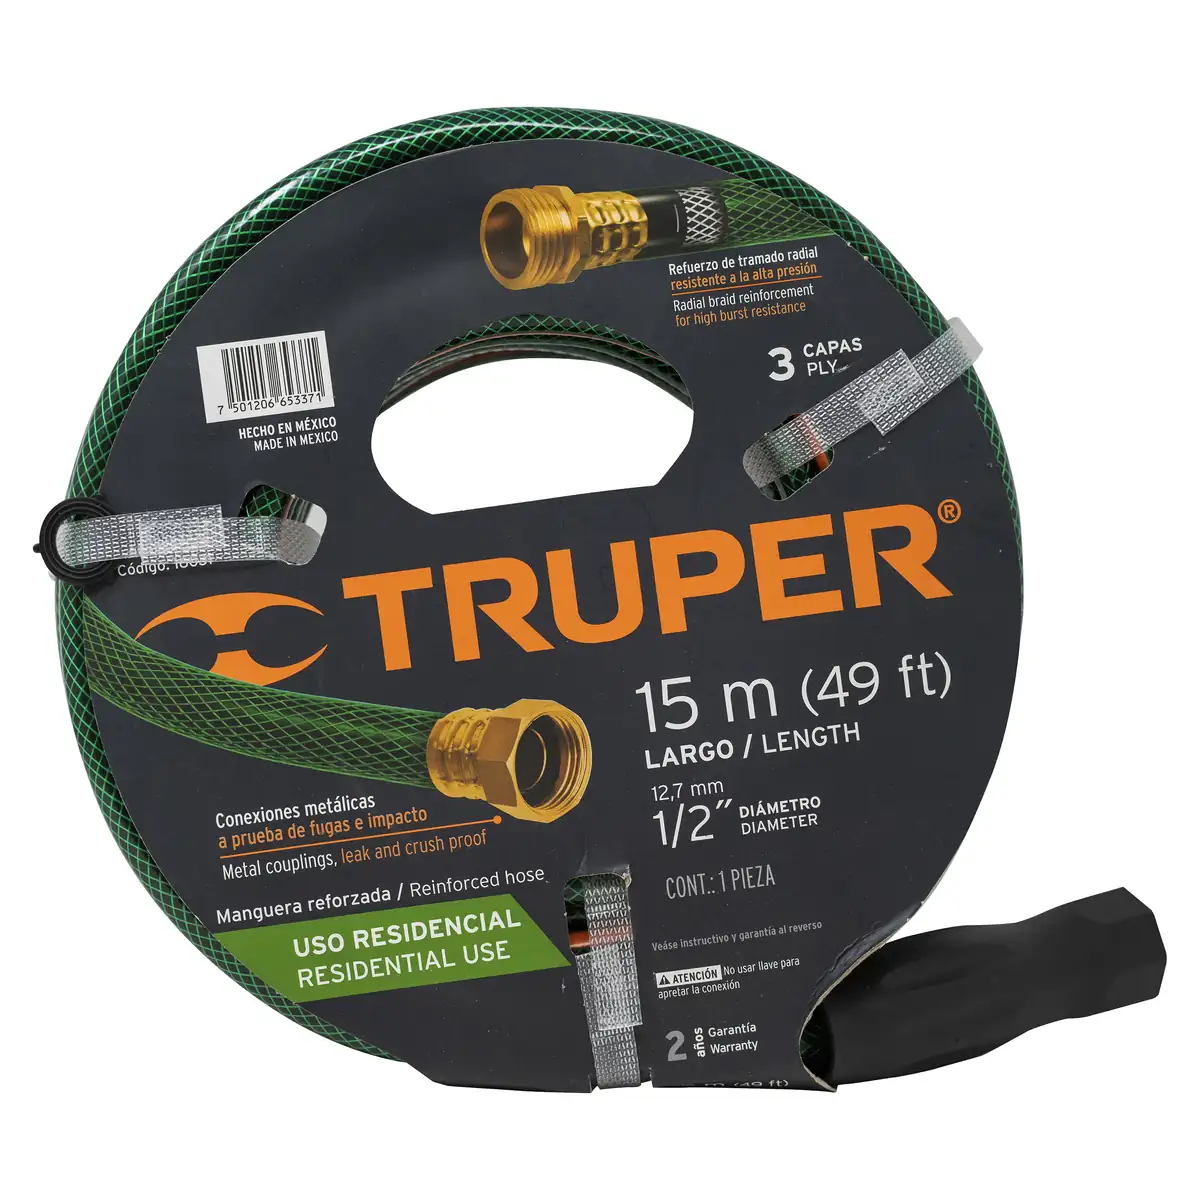 Refuerzo de tramado radial
resistente a la alta presión
Radial braid reinforcement
for high burst resistance
3 CAPAS
PLY
7 501206 653371
HECHO EN MÉXICO
MADE IN MEXICO
Código:
TRUPER®
15 m (49 ft)
LARGO / LENGTH
12,7 mm
1/2” DIÁMETRO
DIAMETER
CONT.: 1 PIEZA
Conexiones metálicas
a prueba de fugas e impacto
Metal couplings, leak and crush proof
Manguera reforzada / Reinforced hose
USO RESIDENCIAL
RESIDENTIAL USE
Veáse instructivo y garantía al reverso
ATENCIÓN No usar llave para
apretar la conexión
2 años Garantía
Warranty
m (49 ft)